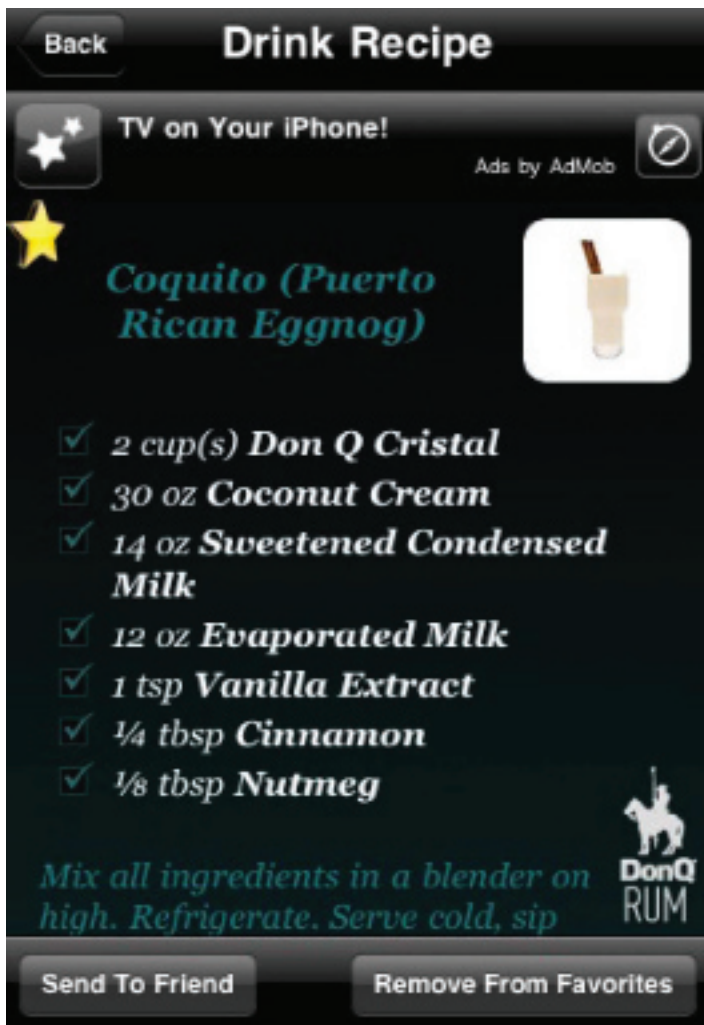 Back
Drink Recipe
TV on Your iPhone!
Ads by AdMob
Coquito (Puerto
Rican Eggnog)
2 cup(s) Don Q Cristal
30 oz Coconut Cream
14 oz Sweetened Condensed
Milk
12 oz Evaporated Milk
1 tsp Vanilla Extract
¼ tbsp Cinnamon
⅛ tbsp Nutmeg
Mix all ingredients in a blender on
high. Refrigerate. Serve cold, sip
DonQ
RUM
Send To Friend
Remove From Favorites